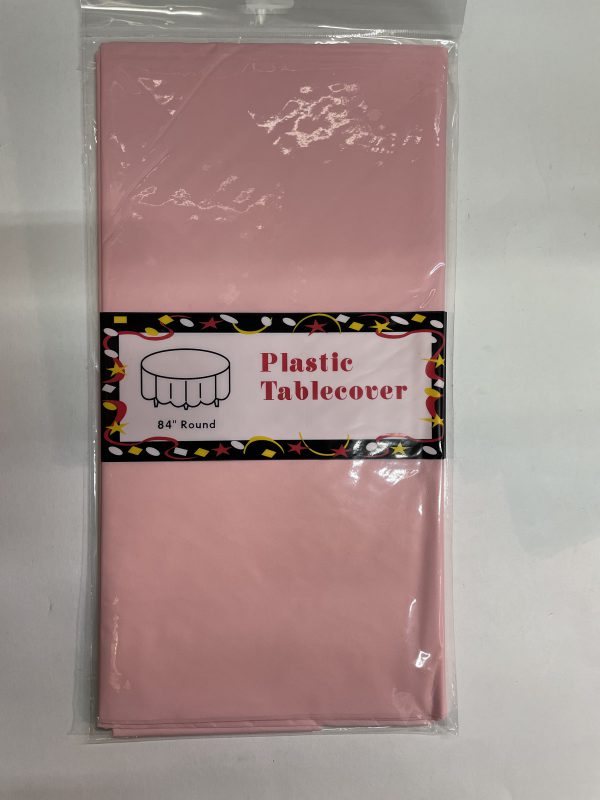 Plastic
Tablecover
84" Round